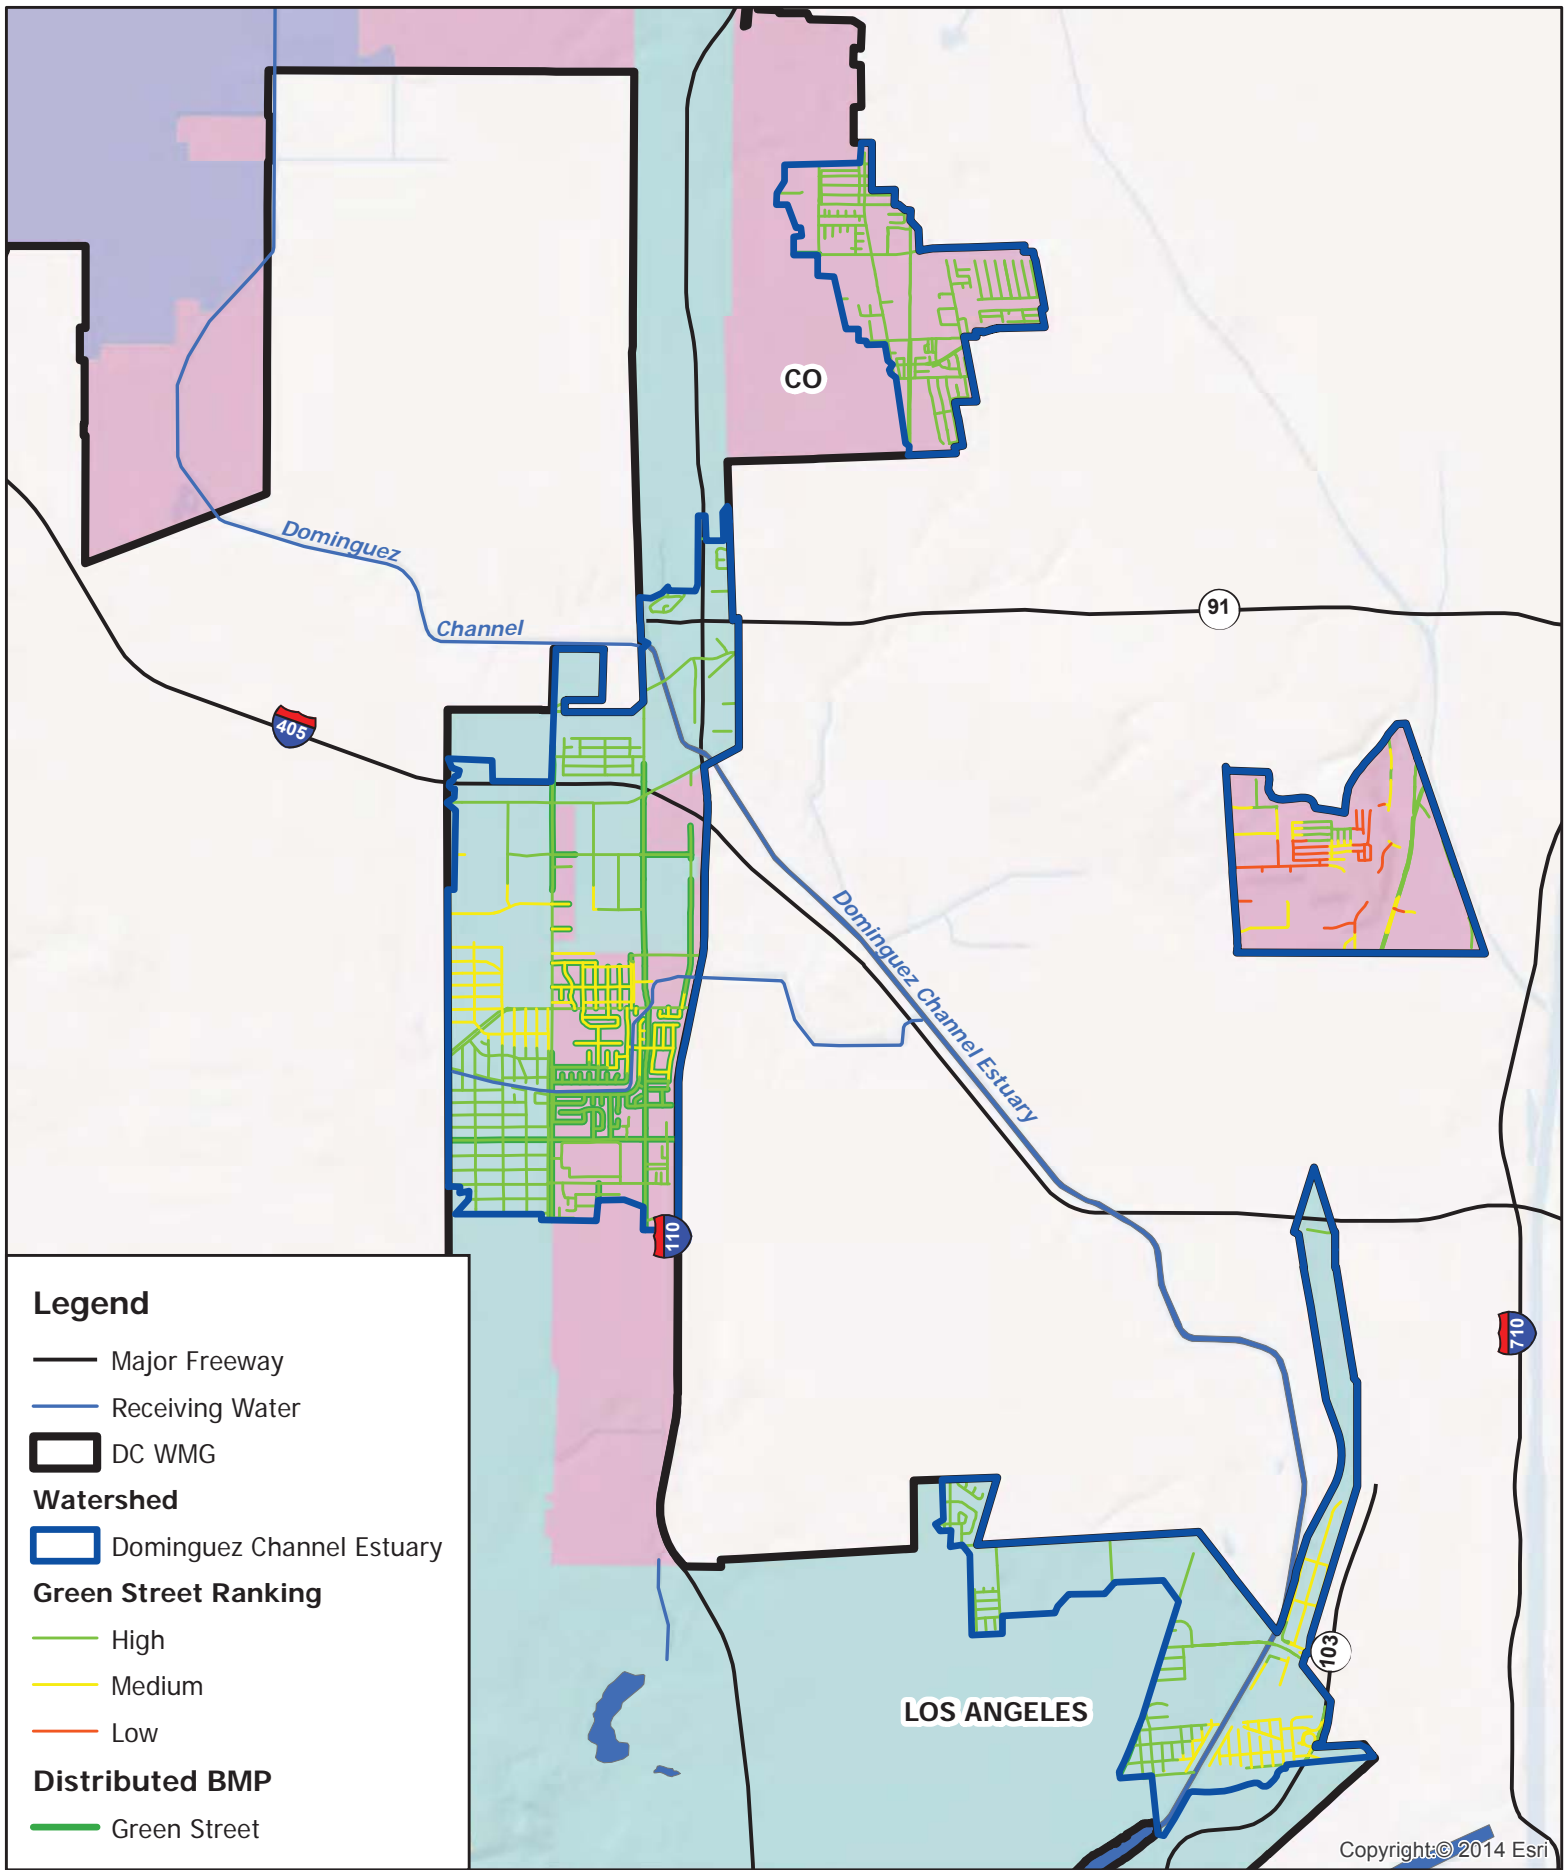 CO
Dominguez
Channel
91
405
Dominguez Channel Estuary
110
710
103
LOS ANGELES
Legend
Major Freeway
Receiving Water
DC WMG
Watershed
Dominguez Channel Estuary
Green Street Ranking
High
Medium
Low
Distributed BMP
Green Street
Copyright:© 2014 Esri